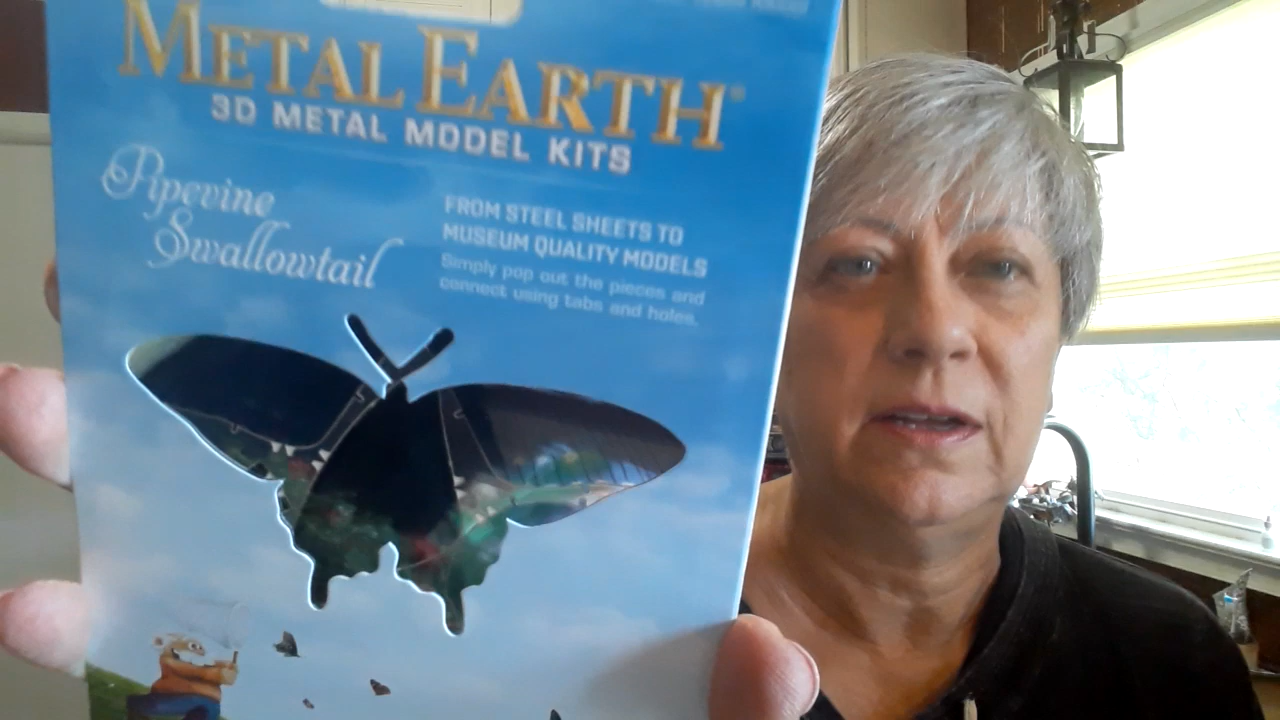 METAL EARTH®
3D METAL MODEL KITS
Pipevine
Swallowtail
FROM STEEL SHEETS TO
MUSEUM QUALITY MODELS
Simply pop out the pieces and
connect using tabs and holes.